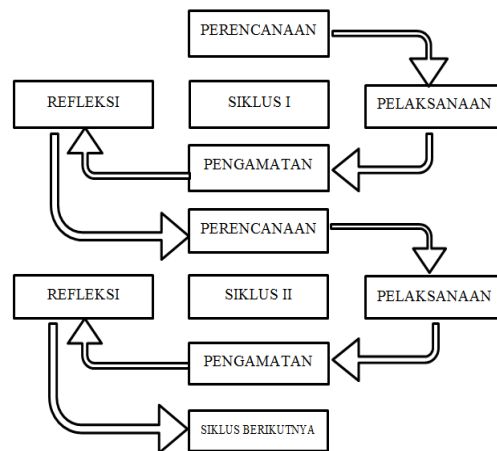 PERENCANAAN
REFLEKSI
SIKLUS I
PELAKSANAAN
PENGAMATAN
PERENCANAAN
REFLEKSI
SIKLUS II
PELAKSANAAN
PENGAMATAN
SIKLUS BERIKUTNYA